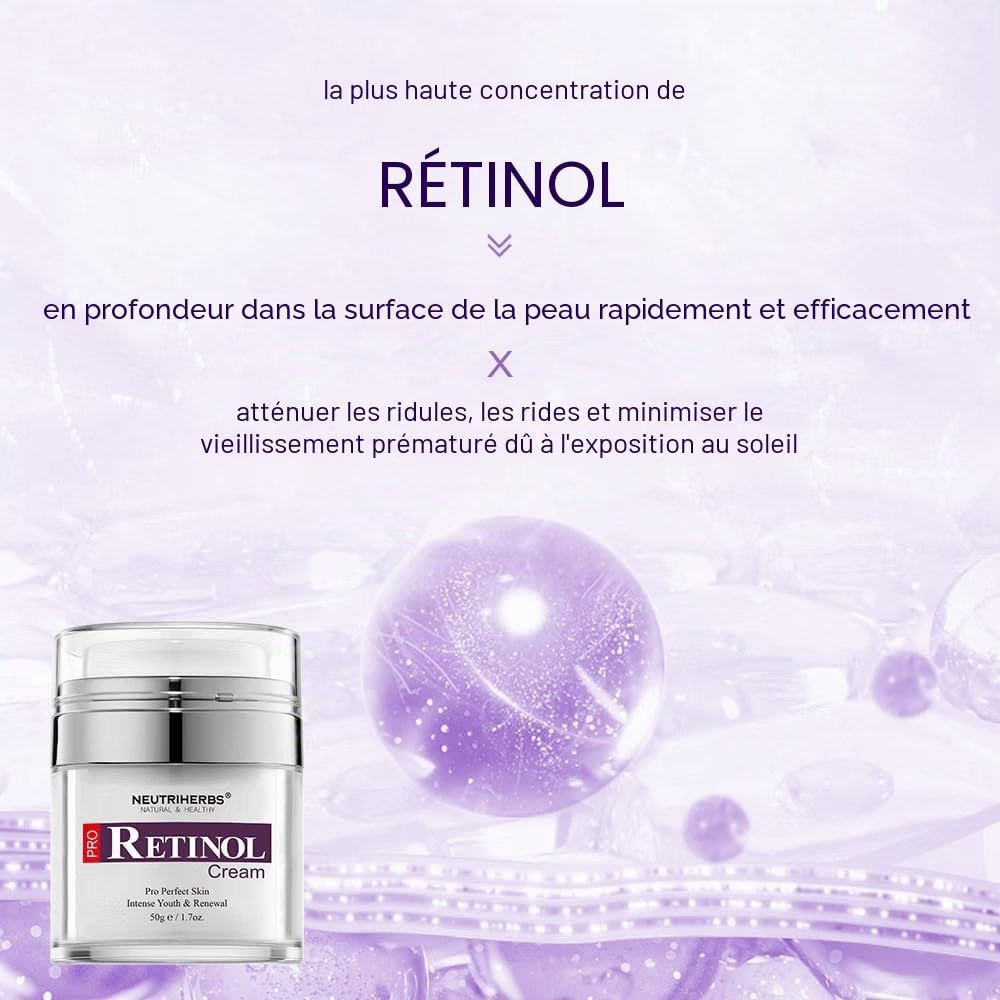 la plus haute concentration de
RÉTINOL
en profondeur dans la surface de la peau rapidement et efficacement
X
atténuer les ridules, les rides et minimiser le
vieillissement prématuré dû à l'exposition au soleil
NEUTRIHERBS®
NATURAL & HEALTHY
PRO RETINOL
Cream
Pro Perfect Skin
Intense Youth & Renewal
50g e / 1.7oz.